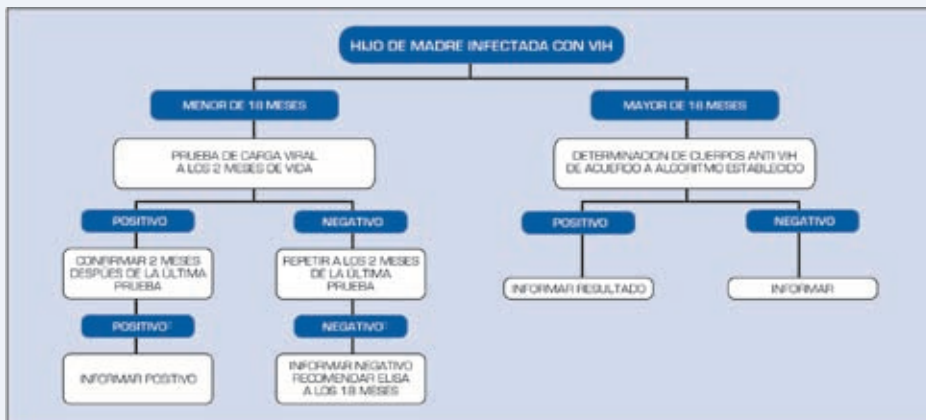 HIJO DE MADRE INFECTADA CON VIH
MENOR DE 18 MESES
MAYOR DE 18 MESES
PRUEBA DE CARGA VIRAL
A LOS 2 MESES DE VIDA
DETERMINACION DE CUERPOS ANTI VIH
DE ACUERDO A ALGORITMO ESTABLECIDO
POSITIVO
NEGATIVO
POSITIVO
NEGATIVO
CONFIRMAR 2 MESES
DESPUES DE LA ÚLTIMA
PRUEBA
REPETIR A LOS 2 MESES
DE LA ÚLTIMA
PRUEBA
INFORMAR RESULTADO
INFORMAR
POSITIVO
NEGATIVO
INFORMAR POSITIVO
INFORMAR NEGATIVO
RECOMENDAR ELISA
A LOS 18 MESES